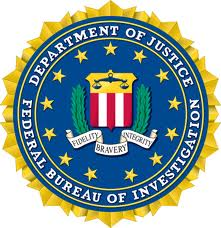 DEPARTMENT OF JUSTICE
FEDERAL BUREAU OF INVESTIGATION
FIDELITY BRAVERY INTEGRITY